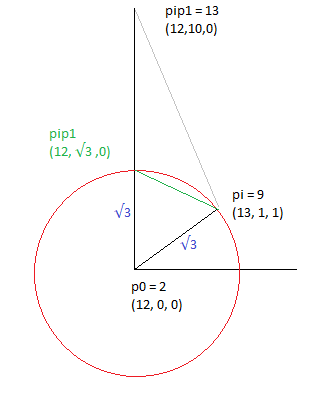 pip1 = 13
(12,10,0)
pip1
(12, √3 ,0)
pi = 9
(13, 1, 1)
√3
√3
p0 = 2
(12, 0, 0)